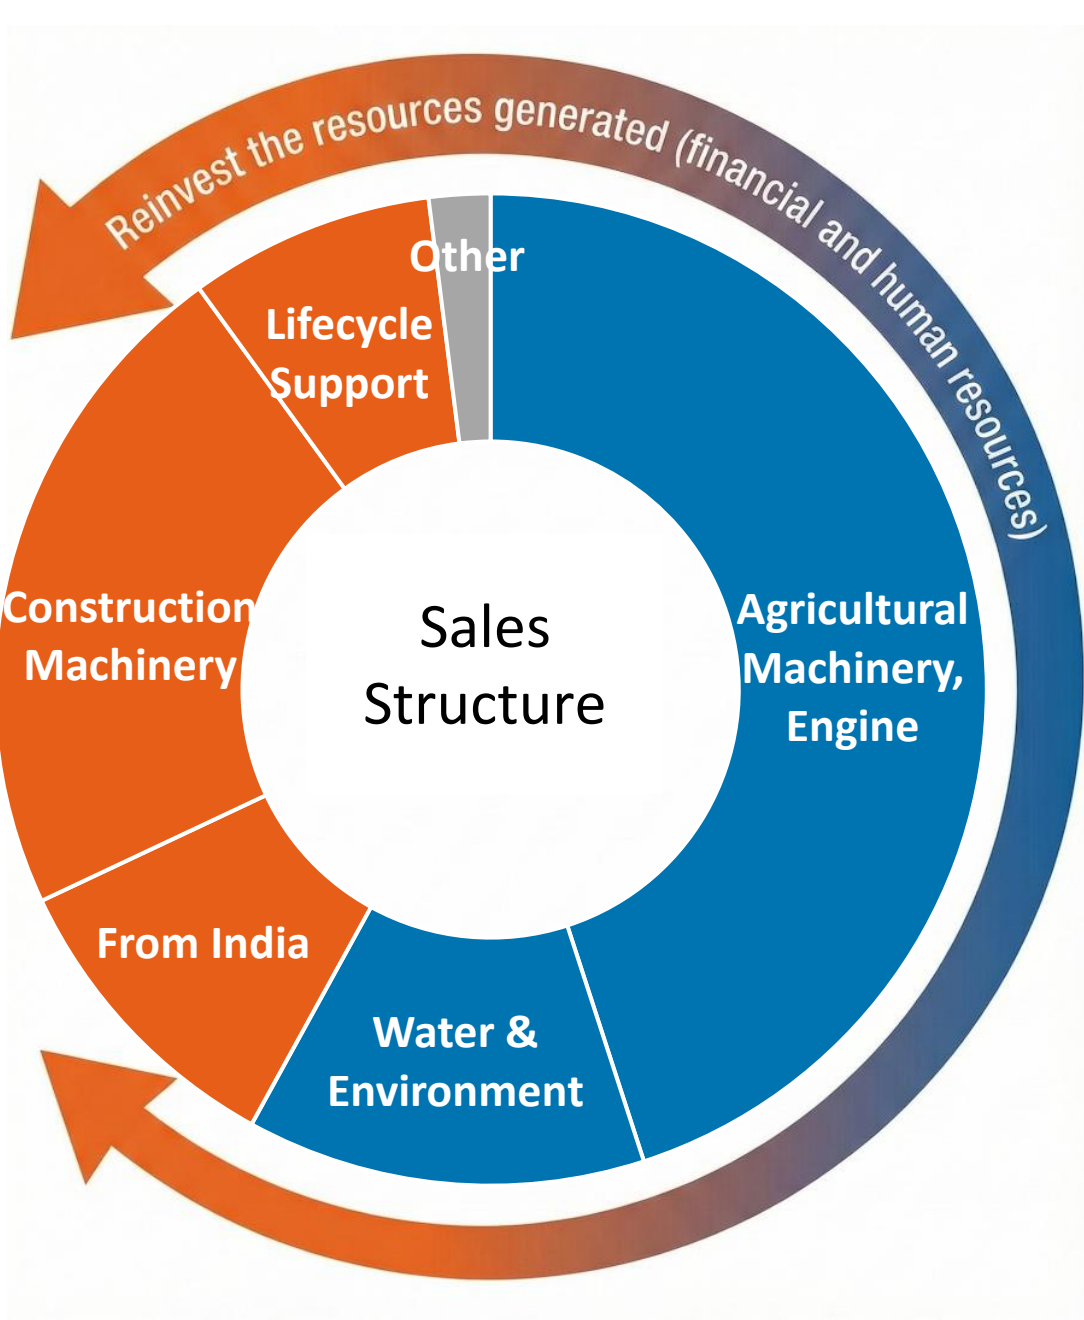 Reinvest the resources generated (financial and human resources)
Other
Lifecycle
Support
Construction
Machinery
Sales
Structure
Agricultural
Machinery,
Engine
From India
Water &
Environment